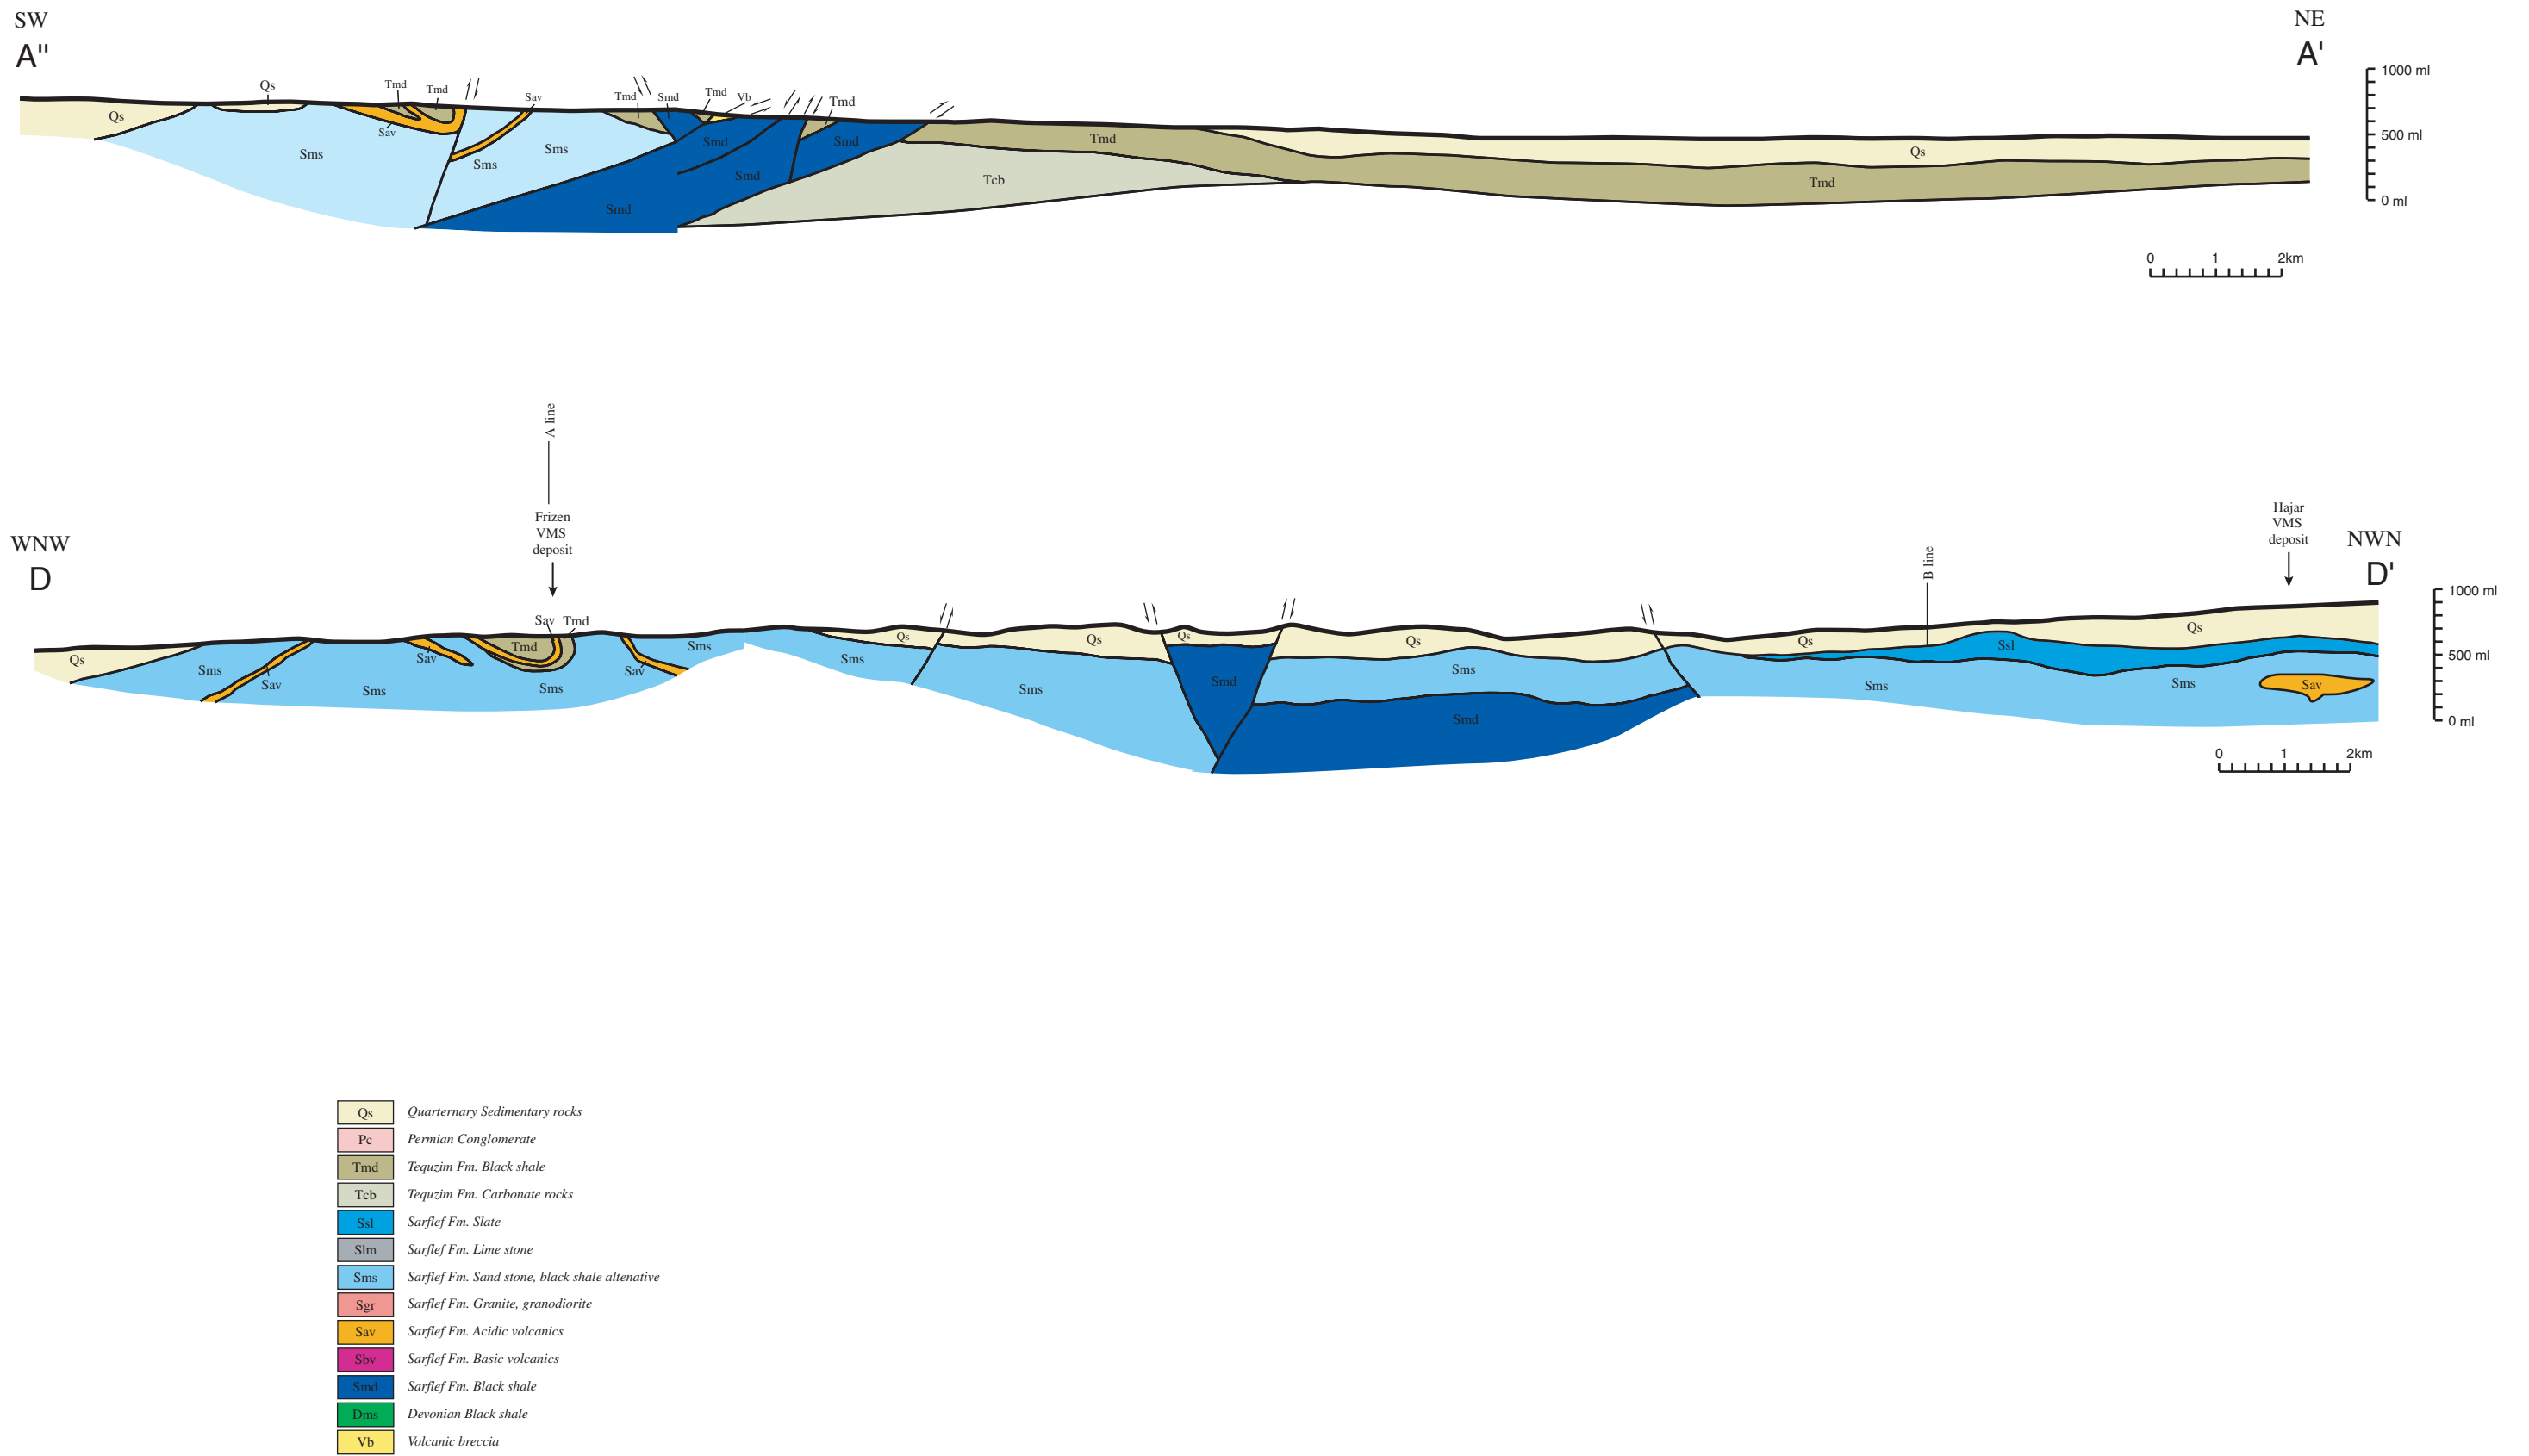 SW
NE
A"
A'
1000 ml
500 ml
0 ml
0 1 2km
Qs
Qs
Tmd
Tmd
Sav
Sav
Tmd
Smd
Tmd
Vb
Tmd
Sms
Sms
Sms
Smd
Smd
Smd
Smd
Tmd
Tcb
Qs
Tmd
A line
Frizen
VMS
deposit
Hajar
VMS
deposit
WNW
NWN
D
D'
B line
1000 ml
500 ml
0 ml
0 1 2km
Qs
Sms
Sav
Sms
Sav
Tmd
Sav
Tmd
Sms
Sav
Sms
Sms
Qs
Sms
Qs
Qs
Smd
Qs
Sms
Smd
Qs
Sms
Ssl
Sms
Qs
Sav
Qs Quarternary Sedimentary rocks
Pc Permian Conglomerate
Tmd Tequzim Fm. Black shale
Tcb Tequzim Fm. Carbonate rocks
Ssl Sarflef Fm. Slate
Slm Sarflef Fm. Lime stone
Sms Sarflef Fm. Sand stone, black shale altenative
Sgr Sarflef Fm. Granite, granodiorite
Sav Sarflef Fm. Acidic volcanics
Sbv Sarflef Fm. Basic volcanics
Smd Sarflef Fm. Black shale
Dms Devonian Black shale
Vb Volcanic breccia